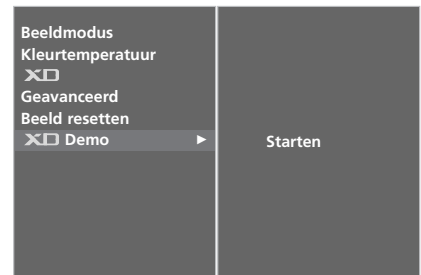 Beeldmodus
Kleurtemperatuur
XD
Geavanceerd
Beeld resetten
XD Demo ►
Starten